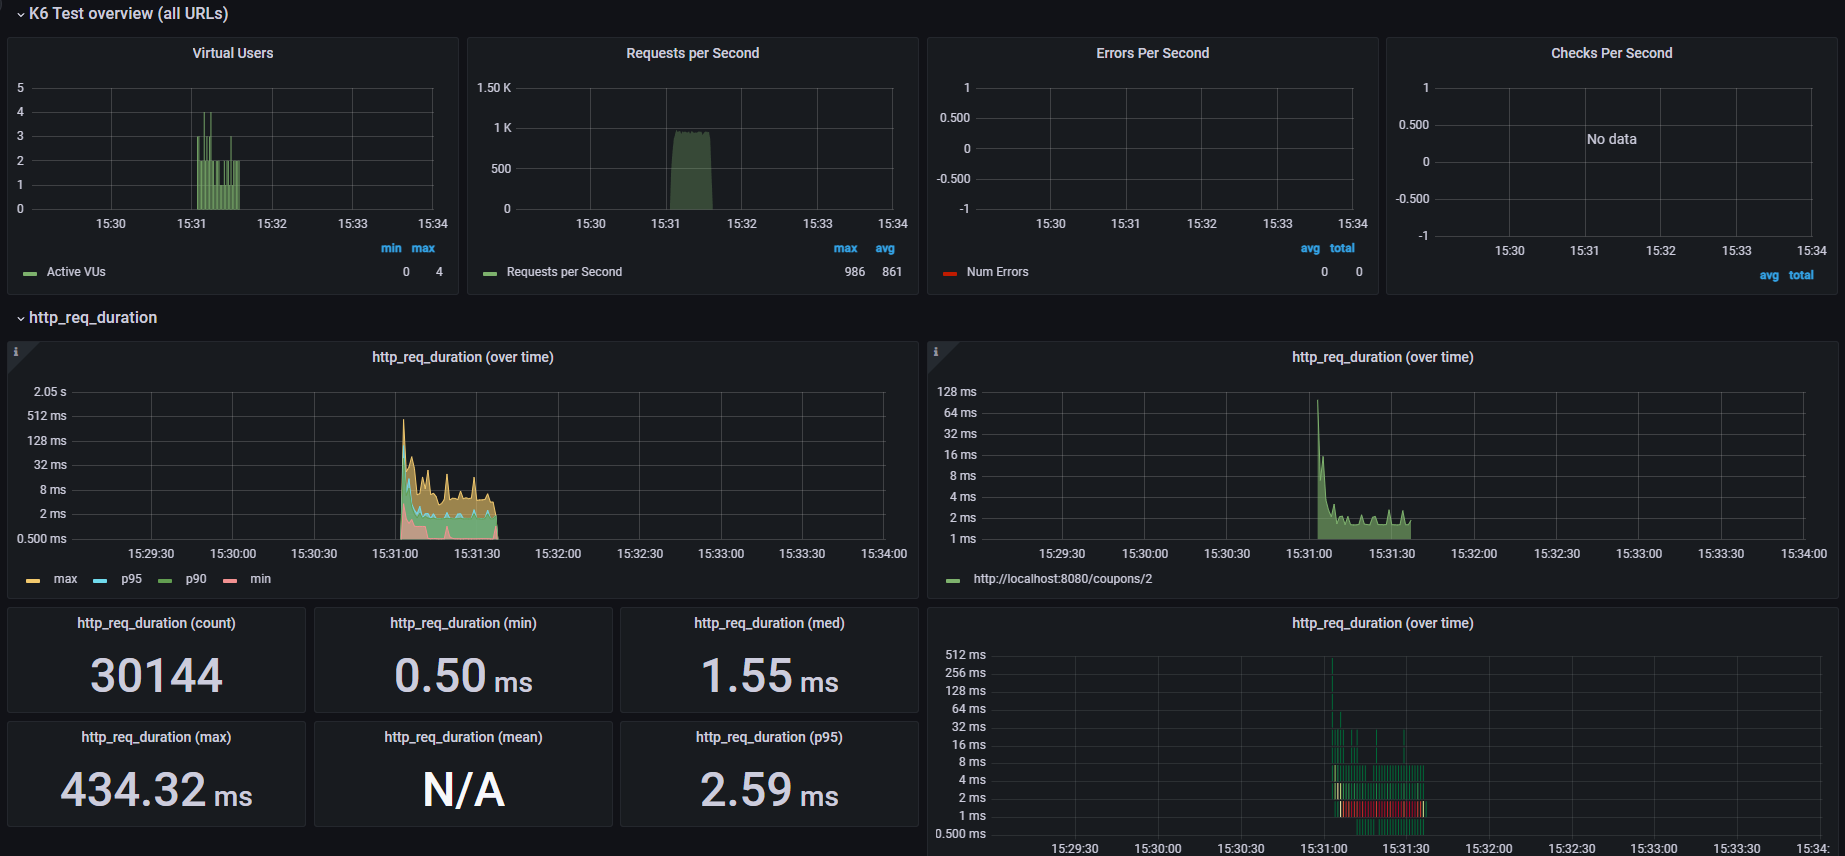 K6 Test overview (all URLs)
Virtual Users
5
4
3
2
1
0
15:30 15:31 15:32 15:33 15:34
min max
Active VUs 0 4
Requests per Second
1.50 K
1 K
500
0
15:30 15:31 15:32 15:33 15:34
max avg
Requests per Second 986 861
Errors Per Second
1
0.500
0
-0.500
-1
15:30 15:31 15:32 15:33 15:34
avg total
Num Errors 0 0
Checks Per Second
1
0.500
0
-0.500
-1
No data
15:30 15:31 15:32 15:33 15:34
avg total
http_req_duration
http_req_duration (over time)
2.05 s
512 ms
128 ms
32 ms
8 ms
2 ms
0.500 ms
15:29:30 15:30:00 15:30:30 15:31:00 15:31:30 15:32:00 15:32:30 15:33:00 15:33:30 15:34:00
max p95 p90 min
http_req_duration (over time)
128 ms
64 ms
32 ms
16 ms
8 ms
4 ms
2 ms
1 ms
15:29:30 15:30:00 15:30:30 15:31:00 15:31:30 15:32:00 15:32:30 15:33:00 15:33:30 15:34:00
http://localhost:8080/coupons/2
http_req_duration (count)
30144
http_req_duration (min)
0.50 ms
http_req_duration (med)
1.55 ms
http_req_duration (max)
434.32 ms
http_req_duration (mean)
N/A
http_req_duration (p95)
2.59 ms
http_req_duration (over time)
512 ms
256 ms
128 ms
64 ms
32 ms
16 ms
8 ms
4 ms
2 ms
1 ms
0.500 ms
15:29:30 15:30:00 15:30:30 15:31:00 15:31:30 15:32:00 15:32:30 15:33:00 15:33:30 15:34: